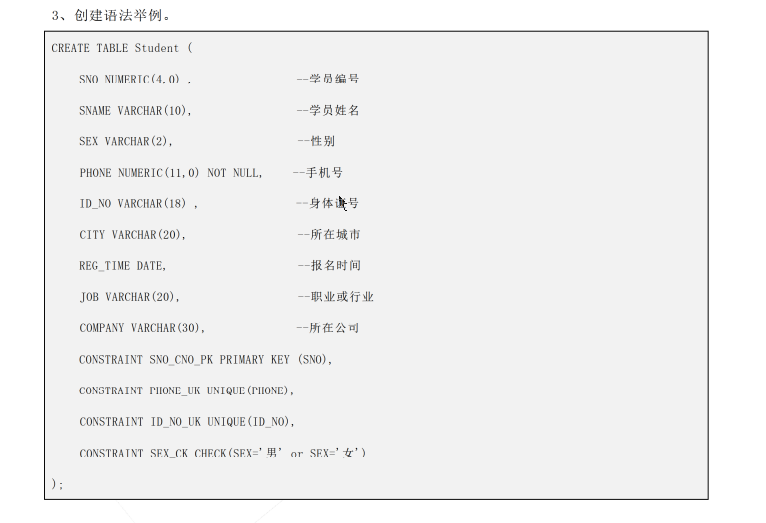 3、创建语法举例。
CREATE TABLE Student (
SNO NUMERIC(4,0) , --学员编号
SNAME VARCHAR(10), --学员姓名
SEX VARCHAR(2), --性别
PHONE NUMERIC(11,0) NOT NULL, --手机号
ID_NO VARCHAR(18) , --身体证号
CITY VARCHAR(20), --所在城市
REG_TIME DATE, --报名时间
JOB VARCHAR(20), --职业或行业
COMPANY VARCHAR(30), --所在公司
CONSTRAINT SNO_CNO_PK PRIMARY KEY (SNO),
CONSTRAINT PHONE_UK UNIQUE(PHONE),
CONSTRAINT ID_NO_UK UNIQUE(ID_NO),
CONSTRAINT SEX_CK CHECK(SEX='男' or SEX='女')
);